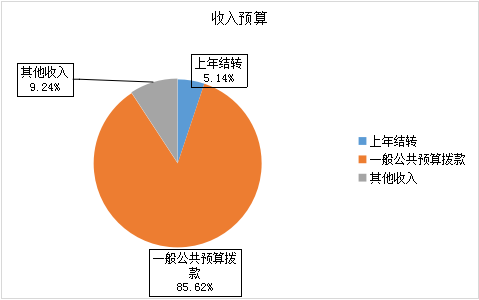 收入预算
上年结转
5.14%
其他收入
9.24%
上年结转
一般公共预算拨款
其他收入
一般公共预算拨
款
85.62%